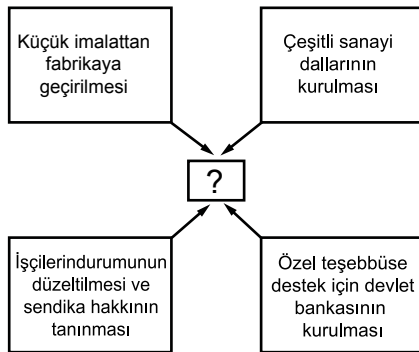 Küçük imalattan
fabrikaya
geçirilmesi
Çeşitli sanayi
dallarının
kurulması
?
İşçilerindurumunun
düzeltilmesi ve
sendika hakkının
tanınması
Özel teşebbüse
destek için devlet
bankasının
kurulması